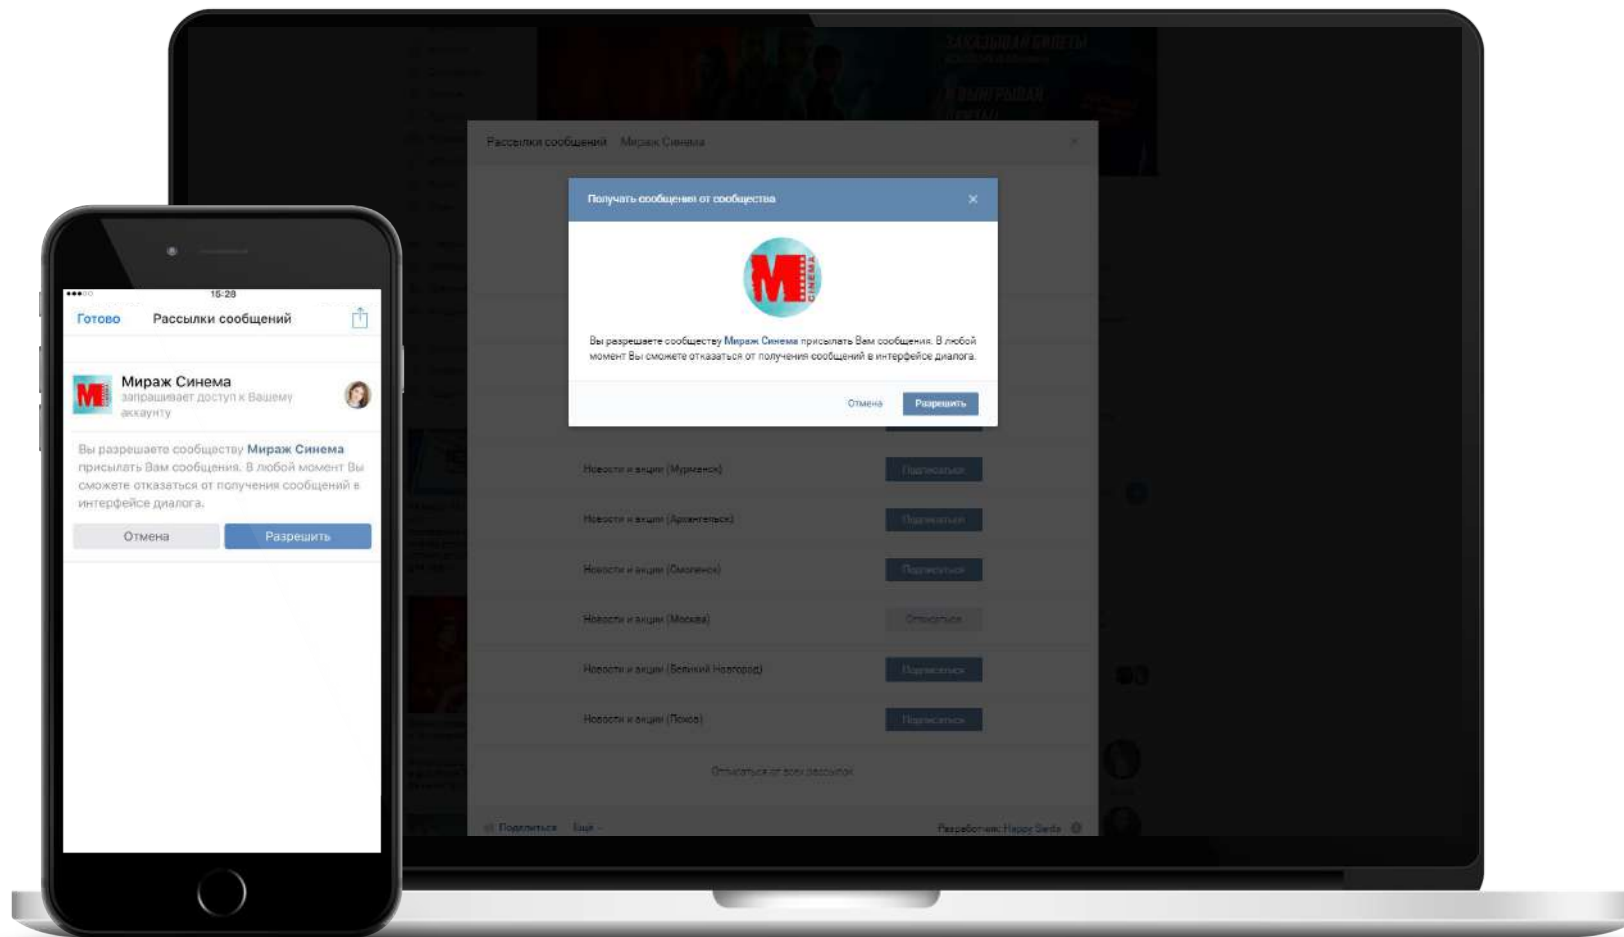 15:28
Готово Рассылки сообщений
Мираж Синема
запрашивает доступ к Вашему
аккаунту
Вы разрешаете сообществу Мираж Синема
присылать Вам сообщения. В любой момент Вы
сможете отказаться от получения сообщений в
интерфейсе диалога.
Отмена Разрешить
ЗАКАЗЫВАЙ БИЛЕТЫ
Рассылки сообщений Мираж Синема
Получать сообщения от сообщества
М CINEMA
Вы разрешаете сообществу Мираж Синема присылать Вам сообщения. В любой
момент Вы сможете отказаться от получения сообщений в интерфейсе диалога.
Отмена Разрешить
Новости и акции (Мурманск) Подписаться
Новости и акции (Архангельск) Подписаться
Новости и акции (Смоленск) Подписаться
Новости и акции (Москва) Отписаться
Новости и акции (Великий Новгород) Подписаться
Новости и акции (Псков) Подписаться
Отписаться от всех рассылок
Поделиться Ещё
Разработчик: Happy Santa